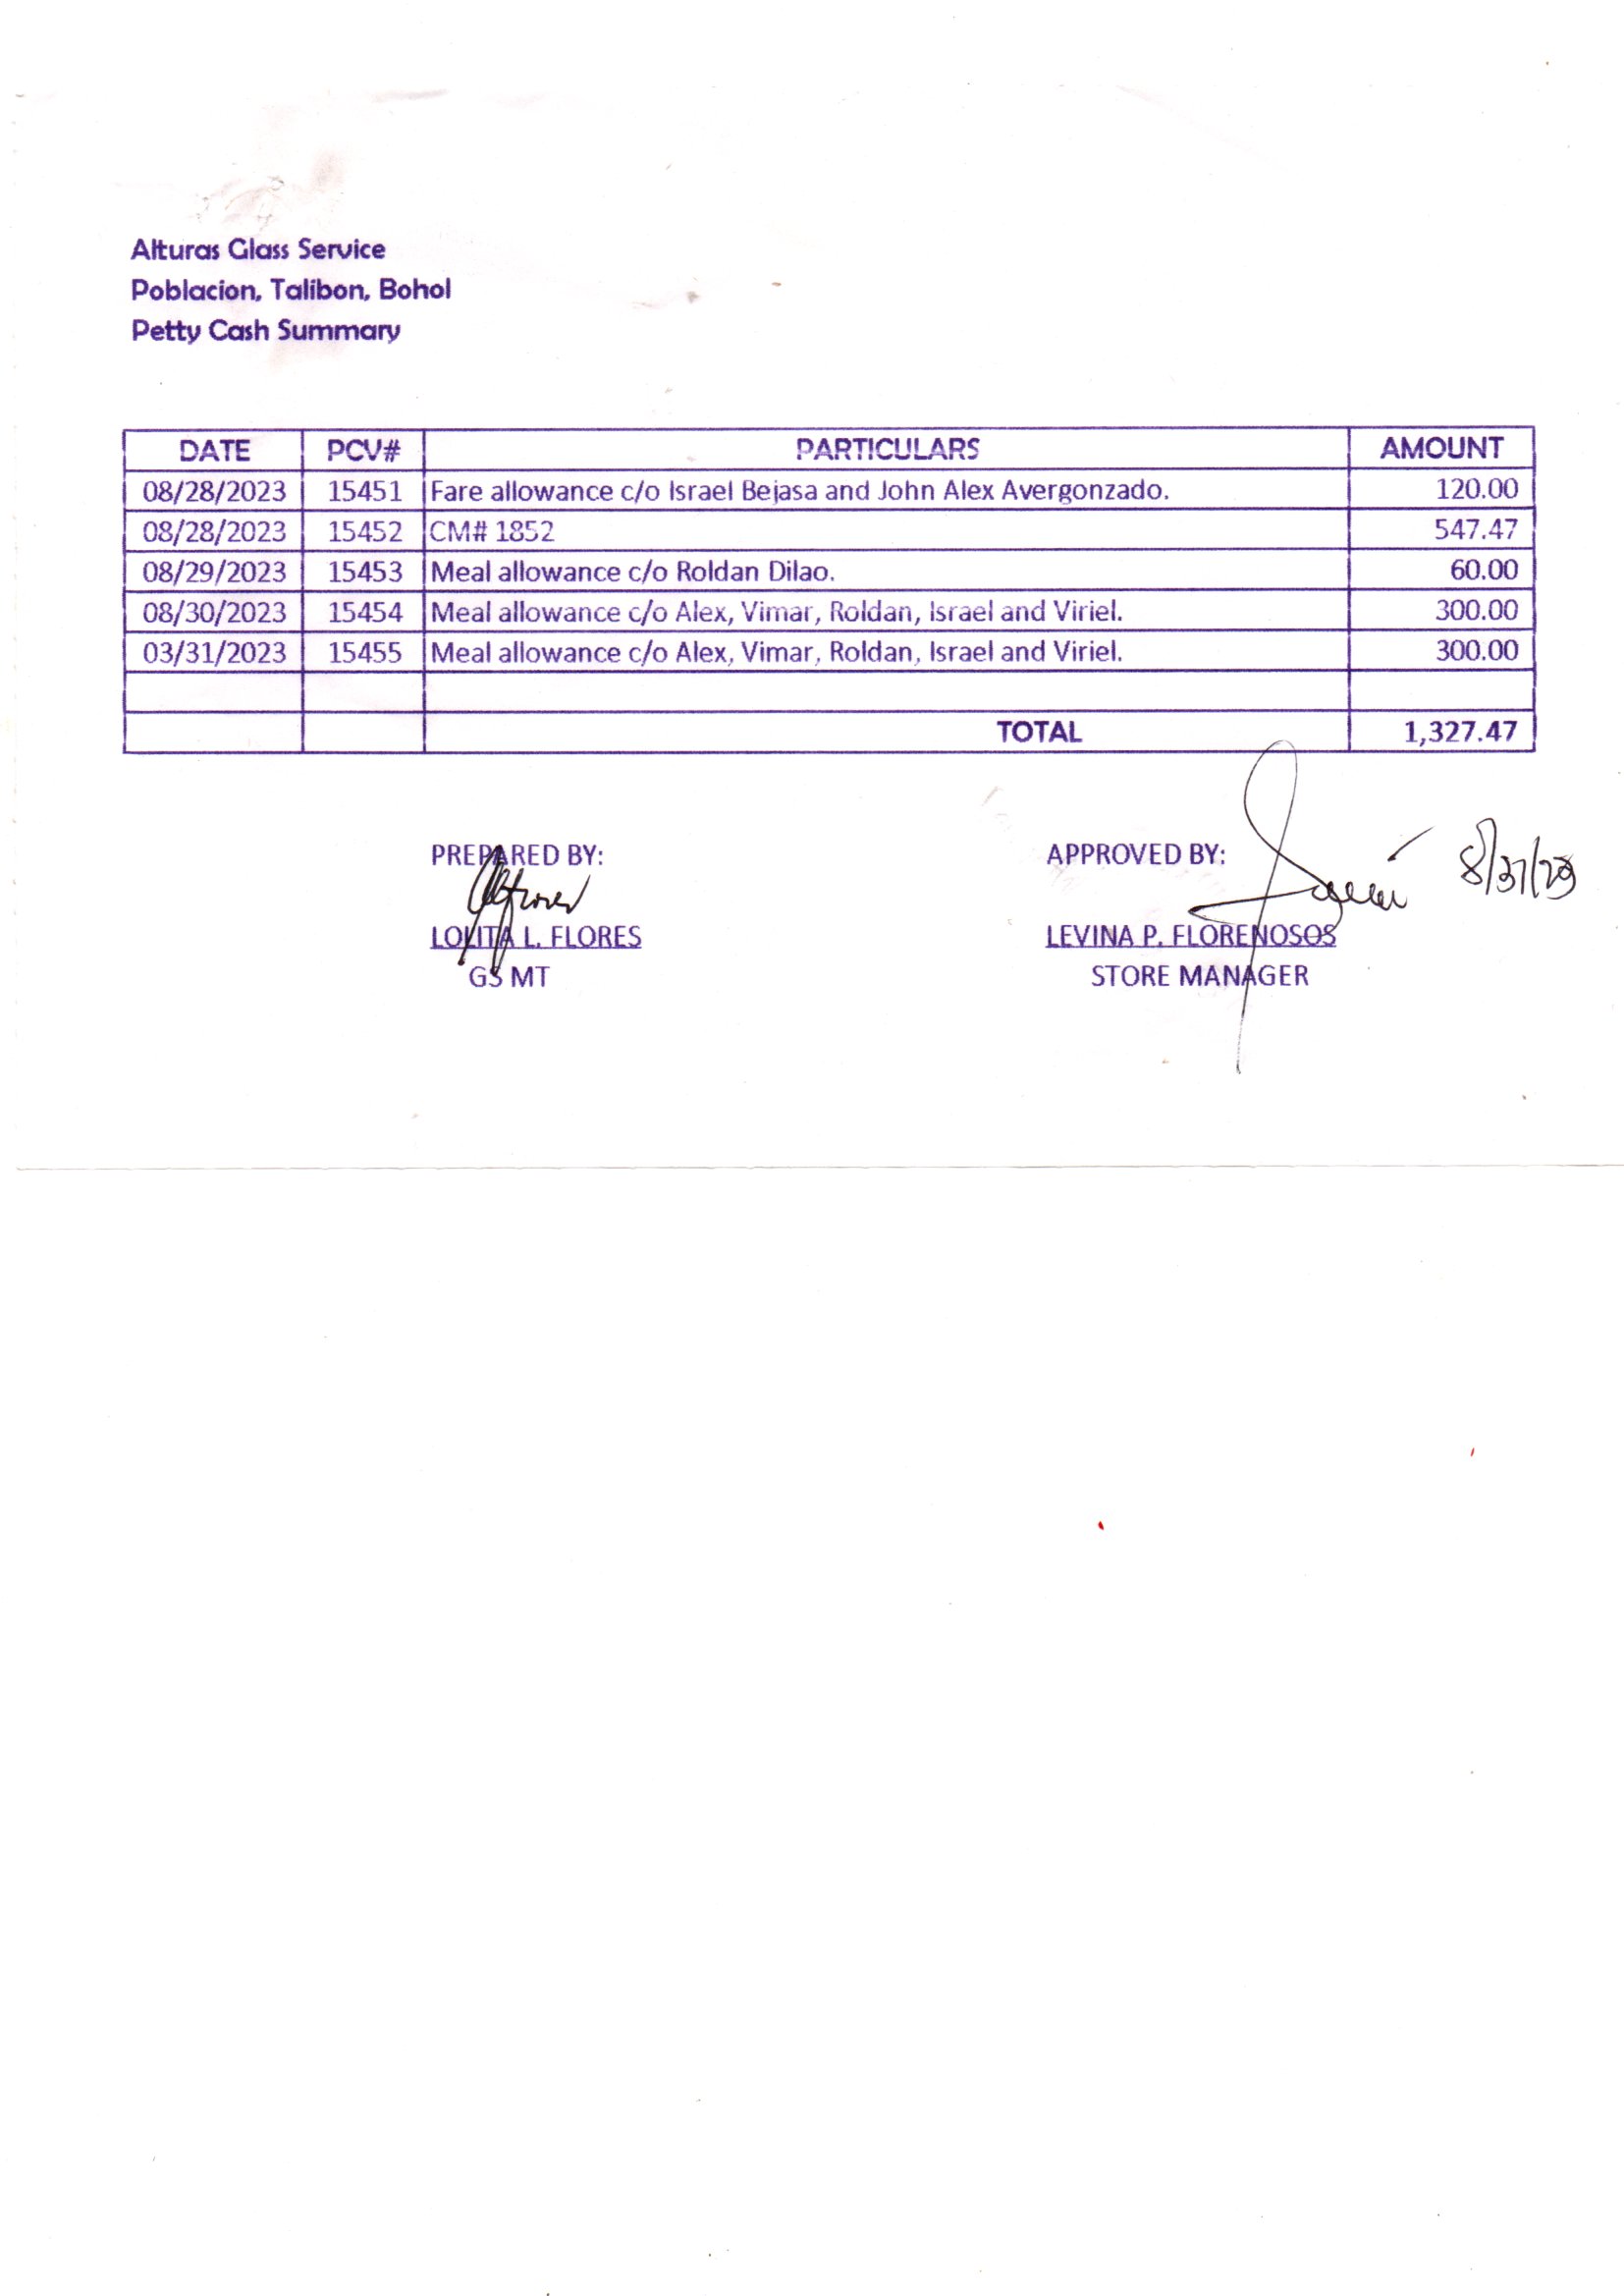 Alturas Glass Service
Poblacion, Talibon, Bohol
Petty Cash Summary
DATE PCV# PARTICULARS AMOUNT
08/28/2023 15451 Fare allowance c/o Israel Bejasa and John Alex Avergonzado. 120.00
08/28/2023 15452 CM# 1852 547.47
08/29/2023 15453 Meal allowance c/o Roldan Dilao. 60.00
08/30/2023 15454 Meal allowance c/o Alex, Vimar, Roldan, Israel and Viriel. 300.00
03/31/2023 15455 Meal allowance c/o Alex, Vimar, Roldan, Israel and Viriel. 300.00
TOTAL 1,327.47
PREPARED BY: APPROVED BY:
8/31/23
LOLITA L. FLORES LEVINA P. FLORENOSOS
GS MT STORE MANAGER